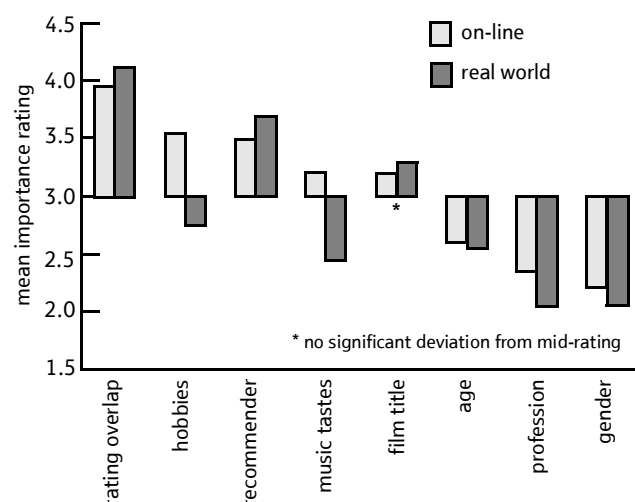 4.5
4.0
3.5
3.0
2.5
2.0
1.5
mean importance rating
on-line
real world
*
* no significant deviation from mid-rating
rating overlap
hobbies
recommender
music tastes
film title
age
profession
gender